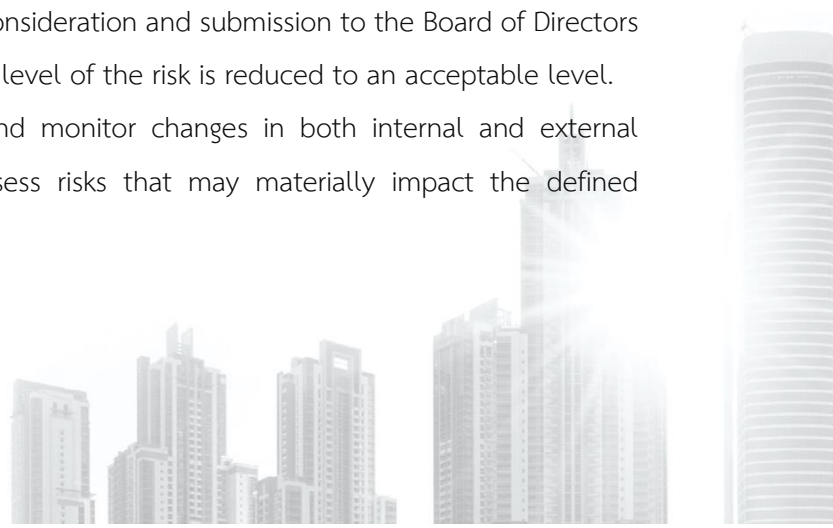 onsideration and submission to the Board of Directors
level of the risk is reduced to an acceptable level.
nd monitor changes in both internal and external
sess risks that may materially impact the defined